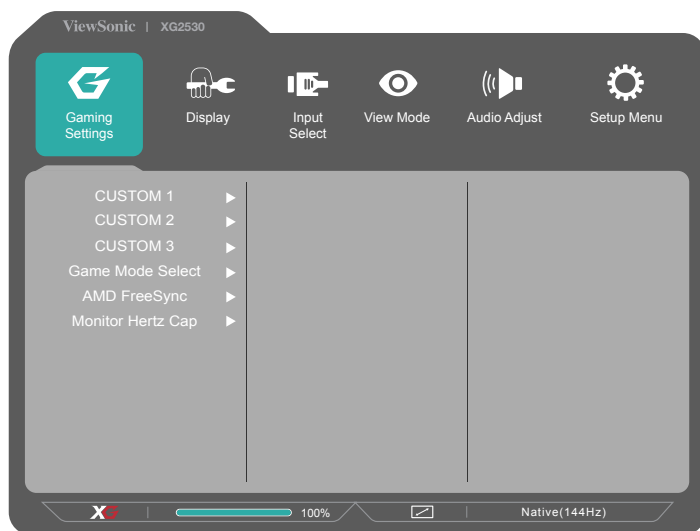 ViewSonic | XG2530
Gaming
Settings
Display
Input
Select
View Mode
Audio Adjust
Setup Menu
CUSTOM 1
CUSTOM 2
CUSTOM 3
Game Mode Select
AMD FreeSync
Monitor Hertz Cap
XG | 100% | Native(144Hz)